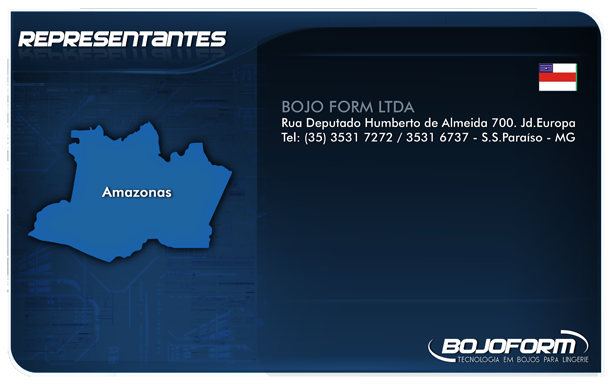 REPRESENTANTES
Amazonas
BOJO FORM LTDA
Rua Deputado Humberto de Almeida 700. Jd.Europa
Tel: (35) 3531 7272 / 3531 6737 - S.S.Paraíso - MG
BOJOFORM
TECNOLOGIA EM BOJOS PARA LINGERIE